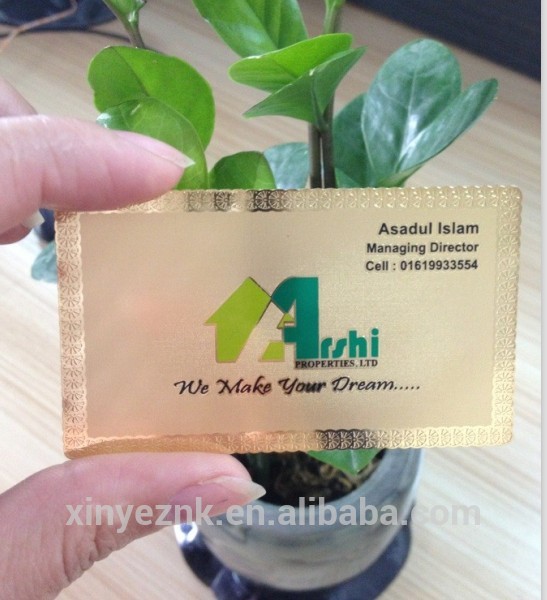 Asadul Islam
Managing Director
Cell : 01619933554
Arshi
PROPERTIES. LTD
We Make Your Dream.....
xinyeznk.en.alibaba.com